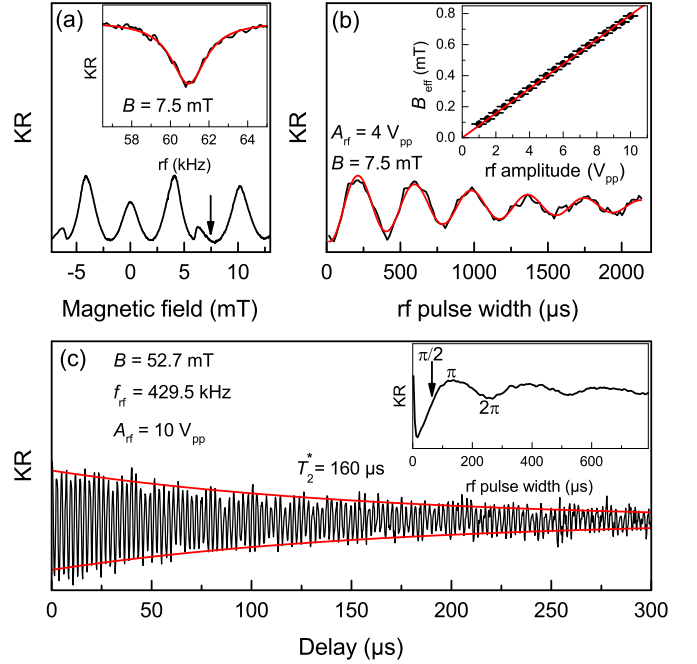 (a)
KR
B = 7.5 mT
58 60 62 64
rf (kHz)
KR
-5 0 5 10
Magnetic field (mT)
(b)
B_eff (mT)
0.8
0.4
0.0
0 2 4 6 8 10
rf amplitude (V_pp)
A_rf = 4 V_pp
B = 7.5 mT
KR
0 500 1000 1500 2000
rf pulse width (μs)
(c)
B = 52.7 mT
f_rf = 429.5 kHz
A_rf = 10 V_pp
KR
π/2
π
2π
KR
0 200 400 600
rf pulse width (μs)
T_2^* = 160 μs
0 50 100 150 200 250 300
Delay (μs)